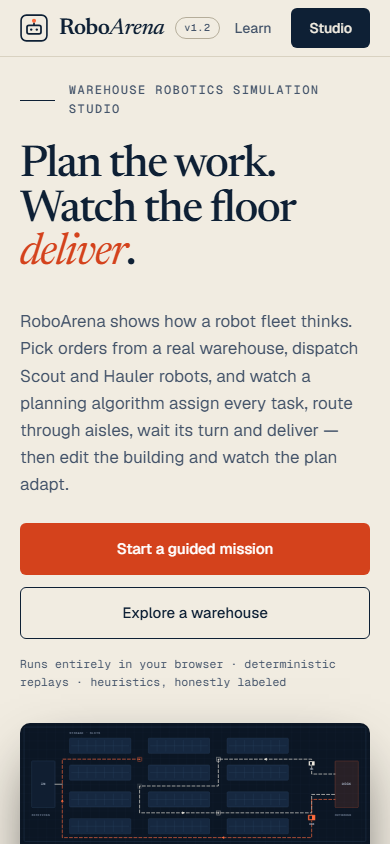 RoboArena v1.2 Learn Studio
WAREHOUSE ROBOTICS SIMULATION
STUDIO
Plan the work.
Watch the floor
deliver.
RoboArena shows how a robot fleet thinks.
Pick orders from a real warehouse, dispatch
Scout and Hauler robots, and watch a
planning algorithm assign every task, route
through aisles, wait its turn and deliver —
then edit the building and watch the plan
adapt.
Start a guided mission
Explore a warehouse
Runs entirely in your browser · deterministic
replays · heuristics, honestly labeled